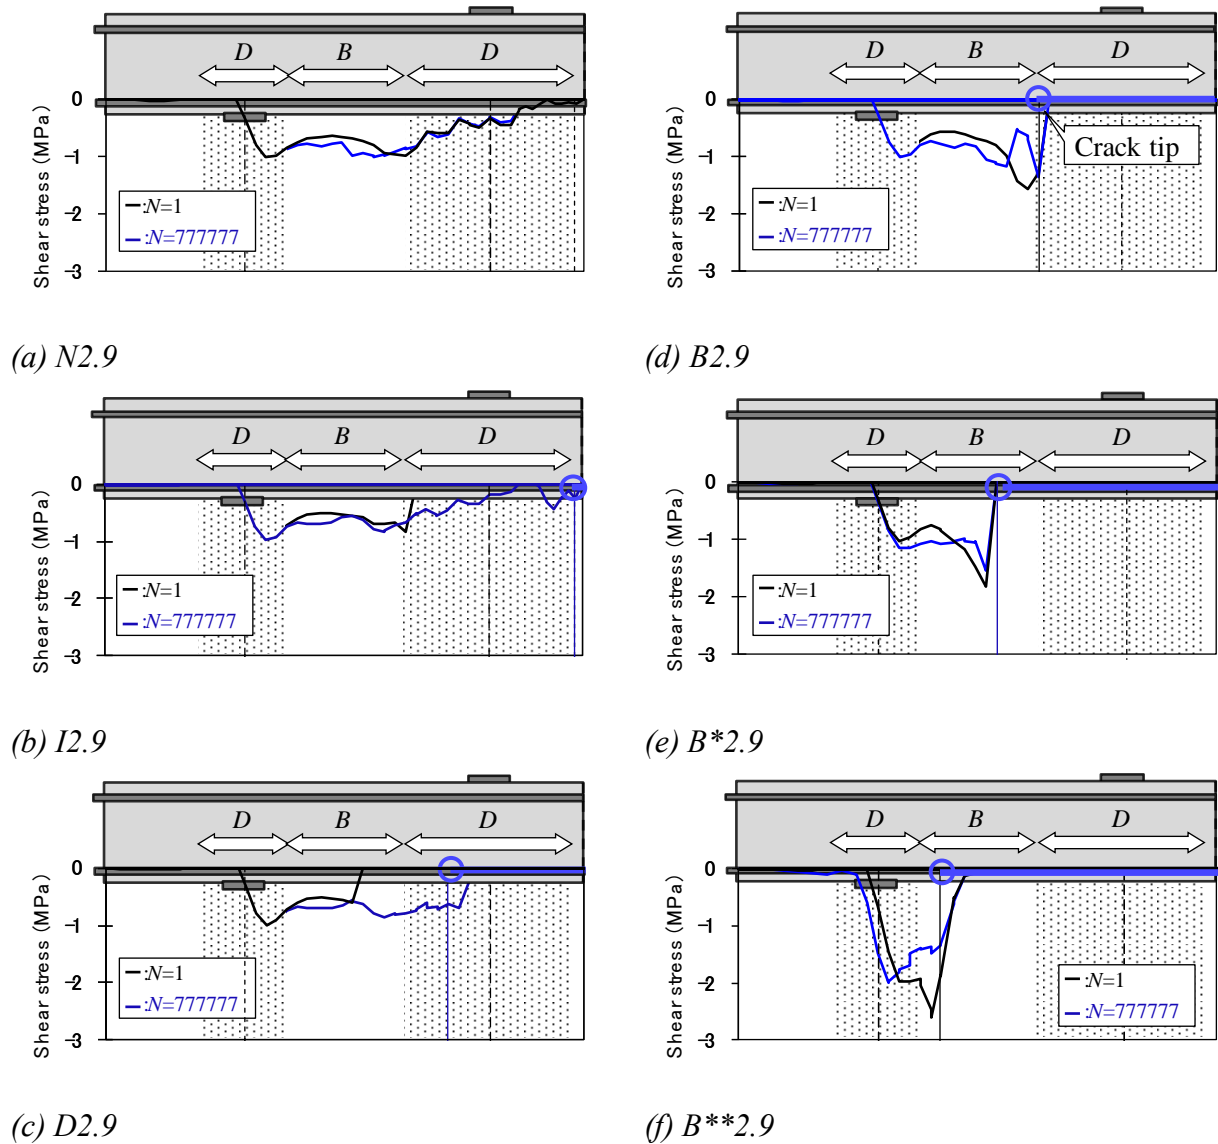 D B D
0
-1
-2
-3
Shear stress (MPa)
:N=1
:N=777777
(a) N2.9
D B D
0
-1
-2
-3
Shear stress (MPa)
Crack tip
:N=1
:N=777777
(d) B2.9
D B D
0
-1
-2
-3
Shear stress (MPa)
:N=1
:N=777777
(b) I2.9
D B D
0
-1
-2
-3
Shear stress (MPa)
:N=1
:N=777777
(e) B*2.9
D B D
0
-1
-2
-3
Shear stress (MPa)
:N=1
:N=777777
(c) D2.9
D B D
0
-1
-2
-3
Shear stress (MPa)
:N=1
:N=777777
(f) B**2.9